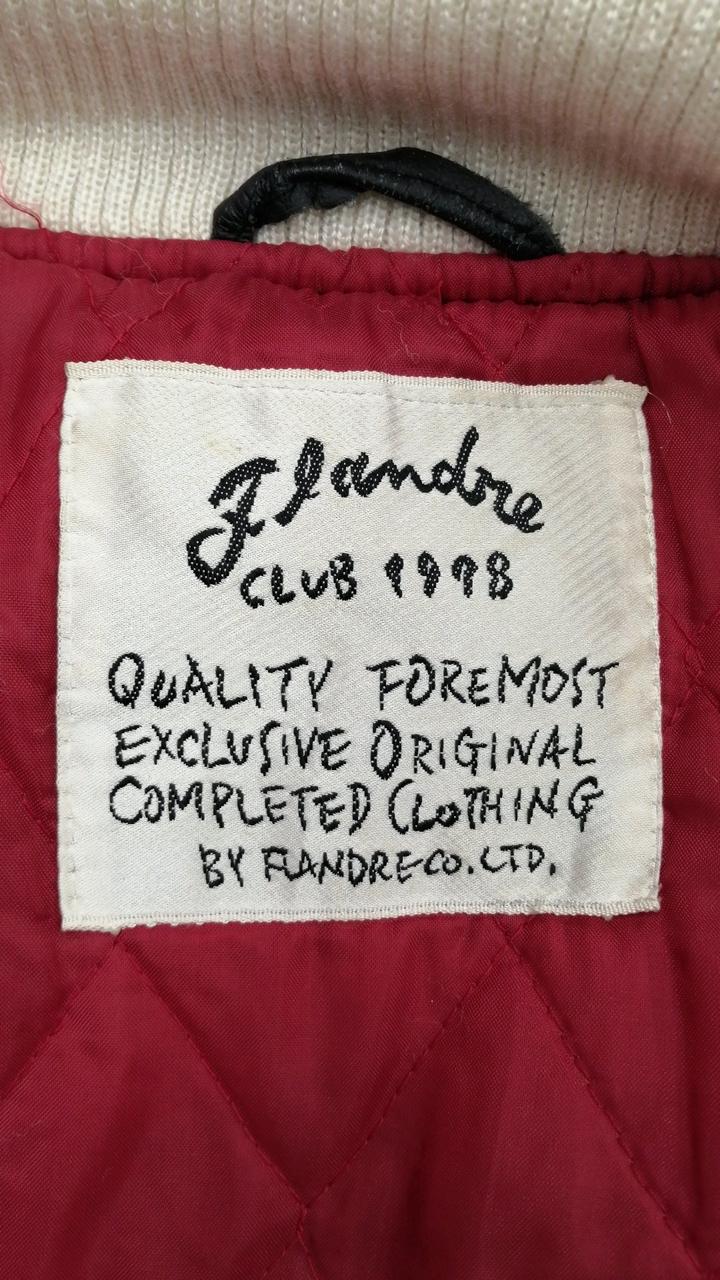 Flandre
CLUB 1998
QUALITY FOREMOST
EXCLUSIVE ORIGINAL
COMPLETED CLOTHING
BY FLANDRE CO. LTD.